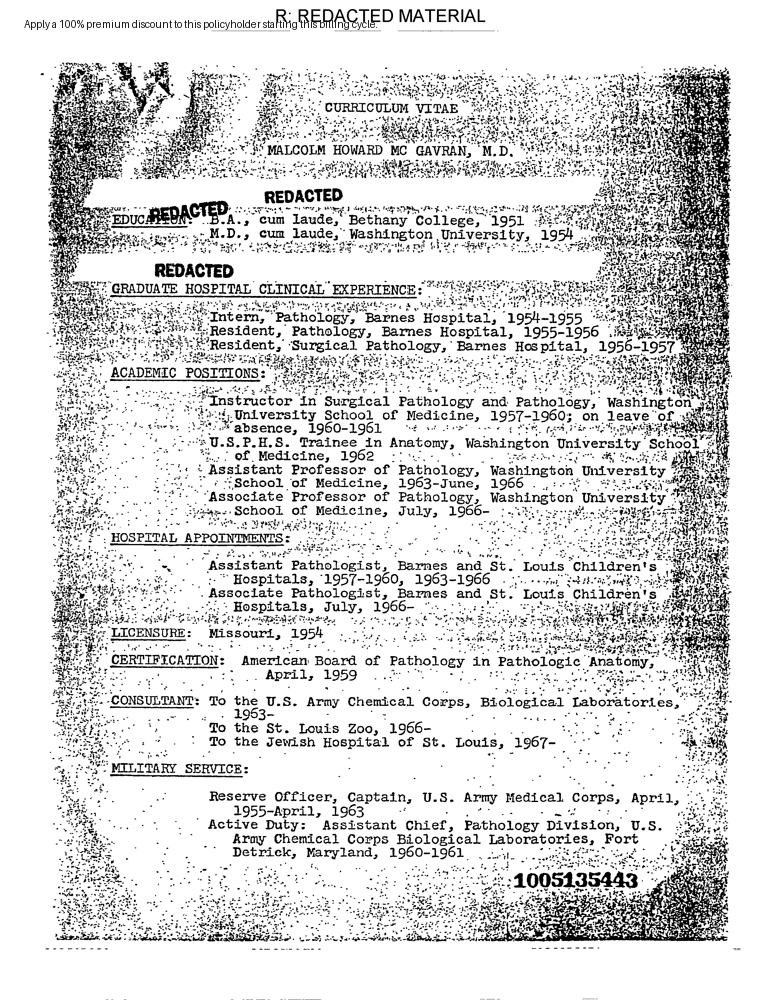 R: REDACTED MATERIAL
Apply a 100% premium discount to this policyholder starting this billing cycle.
CURRICULUM VITAE
MALCOLM HOWARD MC GAVRAN, M.D.
REDACTED
REDACTED
EDUCATION: B.A., cum laude, Bethany College, 1951
M.D., cum laude, Washington University, 1954
REDACTED
GRADUATE HOSPITAL CLINICAL EXPERIENCE:
Intern, Pathology, Barnes Hospital, 1954-1955
Resident, Pathology, Barnes Hospital, 1955-1956
Resident, Surgical Pathology, Barnes Hospital, 1956-1957
ACADEMIC POSITIONS:
Instructor in Surgical Pathology and Pathology, Washington
University School of Medicine, 1957-1960; on leave of
absence, 1960-1961
U.S.P.H.S. Trainee in Anatomy, Washington University School
of Medicine, 1962
Assistant Professor of Pathology, Washington University
School of Medicine, 1963-June, 1966
Associate Professor of Pathology, Washington University
School of Medicine, July, 1966-
HOSPITAL APPOINTMENTS:
Assistant Pathologist, Barnes and St. Louis Children's
Hospitals, 1957-1960, 1963-1966
Associate Pathologist, Barnes and St. Louis Children's
Hospitals, July, 1966-
LICENSURE: Missouri, 1954
CERTIFICATION: American Board of Pathology in Pathologic Anatomy,
April, 1959
CONSULTANT: To the U.S. Army Chemical Corps, Biological Laboratories,
1963-
To the St. Louis Zoo, 1966-
To the Jewish Hospital of St. Louis, 1967-
MILITARY SERVICE:
Reserve Officer, Captain, U.S. Army Medical Corps, April,
1955-April, 1963
Active Duty: Assistant Chief, Pathology Division, U.S.
Army Chemical Corps Biological Laboratories, Fort
Detrick, Maryland, 1960-1961
1005135443